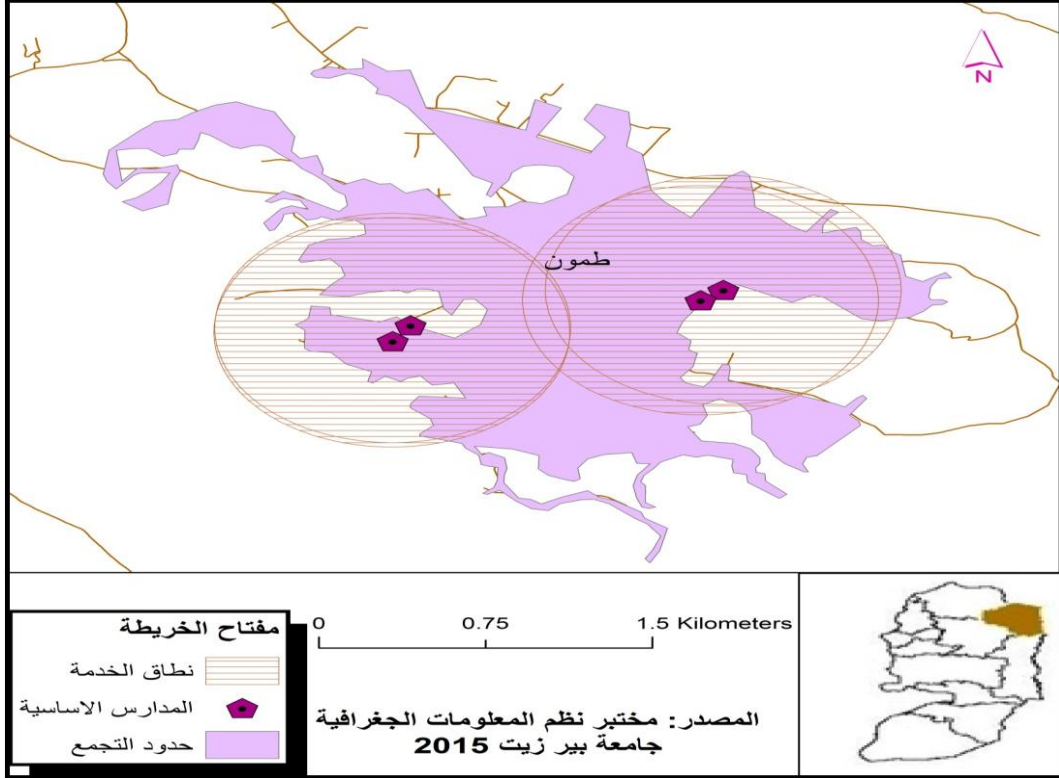 N
طمون
مفتاح الخريطة
نطاق الخدمة
المدارس الاساسية
حدود التجمع
0 0.75 1.5 Kilometers
المصدر: مختبر نظم المعلومات الجغرافية
جامعة بير زيت 2015